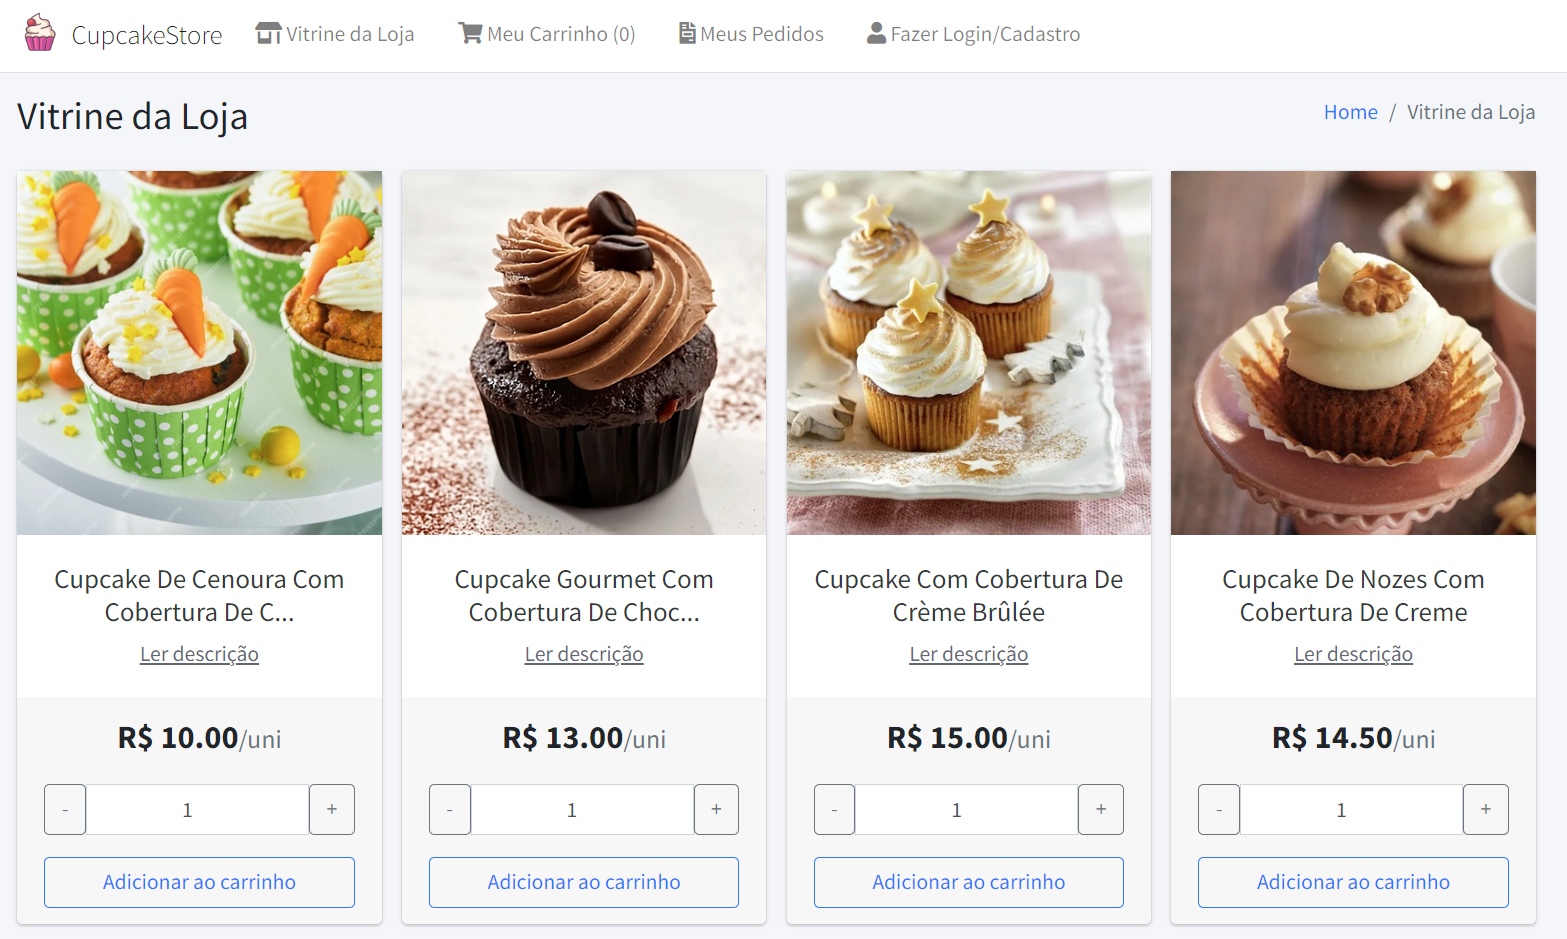 CupcakeStore Vitrine da Loja Meu Carrinho (0) Meus Pedidos Fazer Login/Cadastro
Vitrine da Loja
Home / Vitrine da Loja
Cupcake De Cenoura Com
Cobertura De C...
Ler descrição
R$ 10.00/uni
- 1 +
Adicionar ao carrinho
Cupcake Gourmet Com
Cobertura De Choc...
Ler descrição
R$ 13.00/uni
- 1 +
Adicionar ao carrinho
Cupcake Com Cobertura De
Crème Brûlée
Ler descrição
R$ 15.00/uni
- 1 +
Adicionar ao carrinho
Cupcake De Nozes Com
Cobertura De Creme
Ler descrição
R$ 14.50/uni
- 1 +
Adicionar ao carrinho